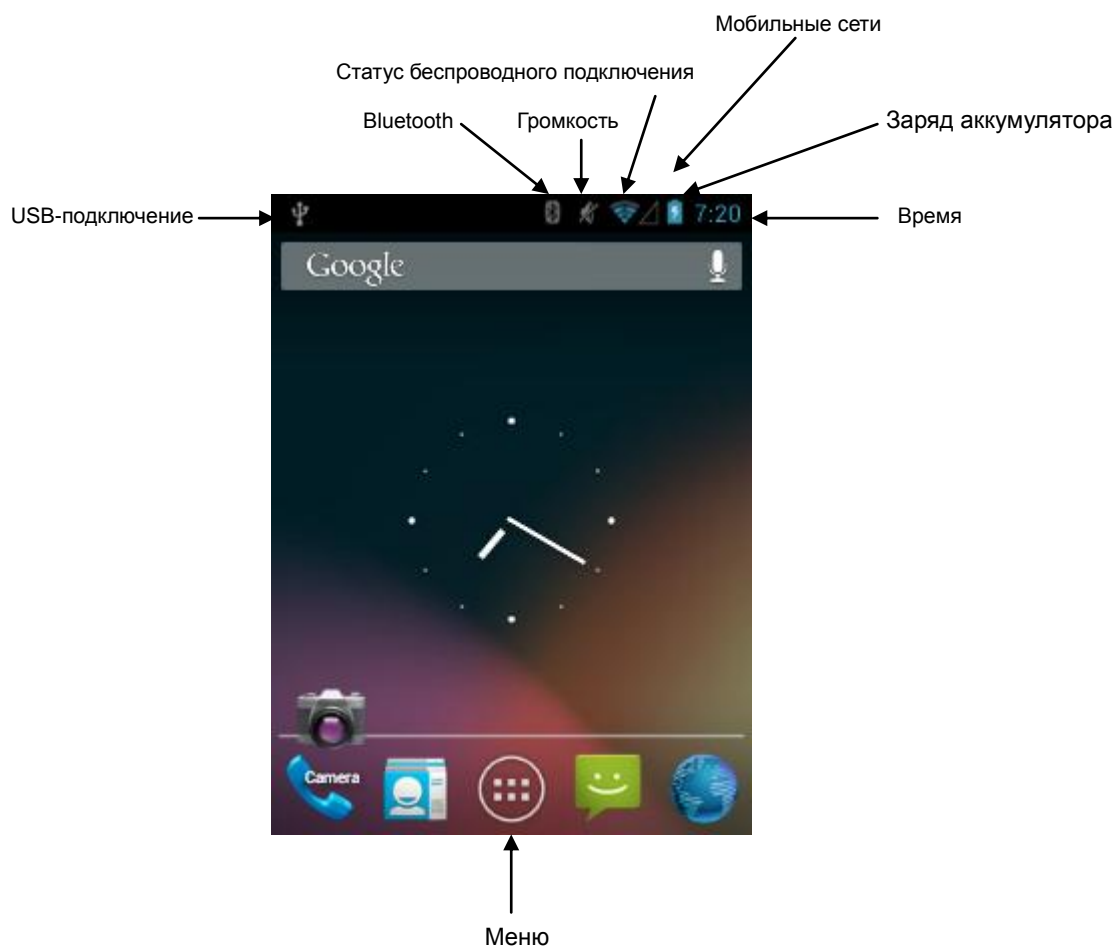 Мобильные сети
Статус беспроводного подключения
Bluetooth
Громкость
Заряд аккумулятора
USB-подключение
7:20
Время
Google
Camera
Меню